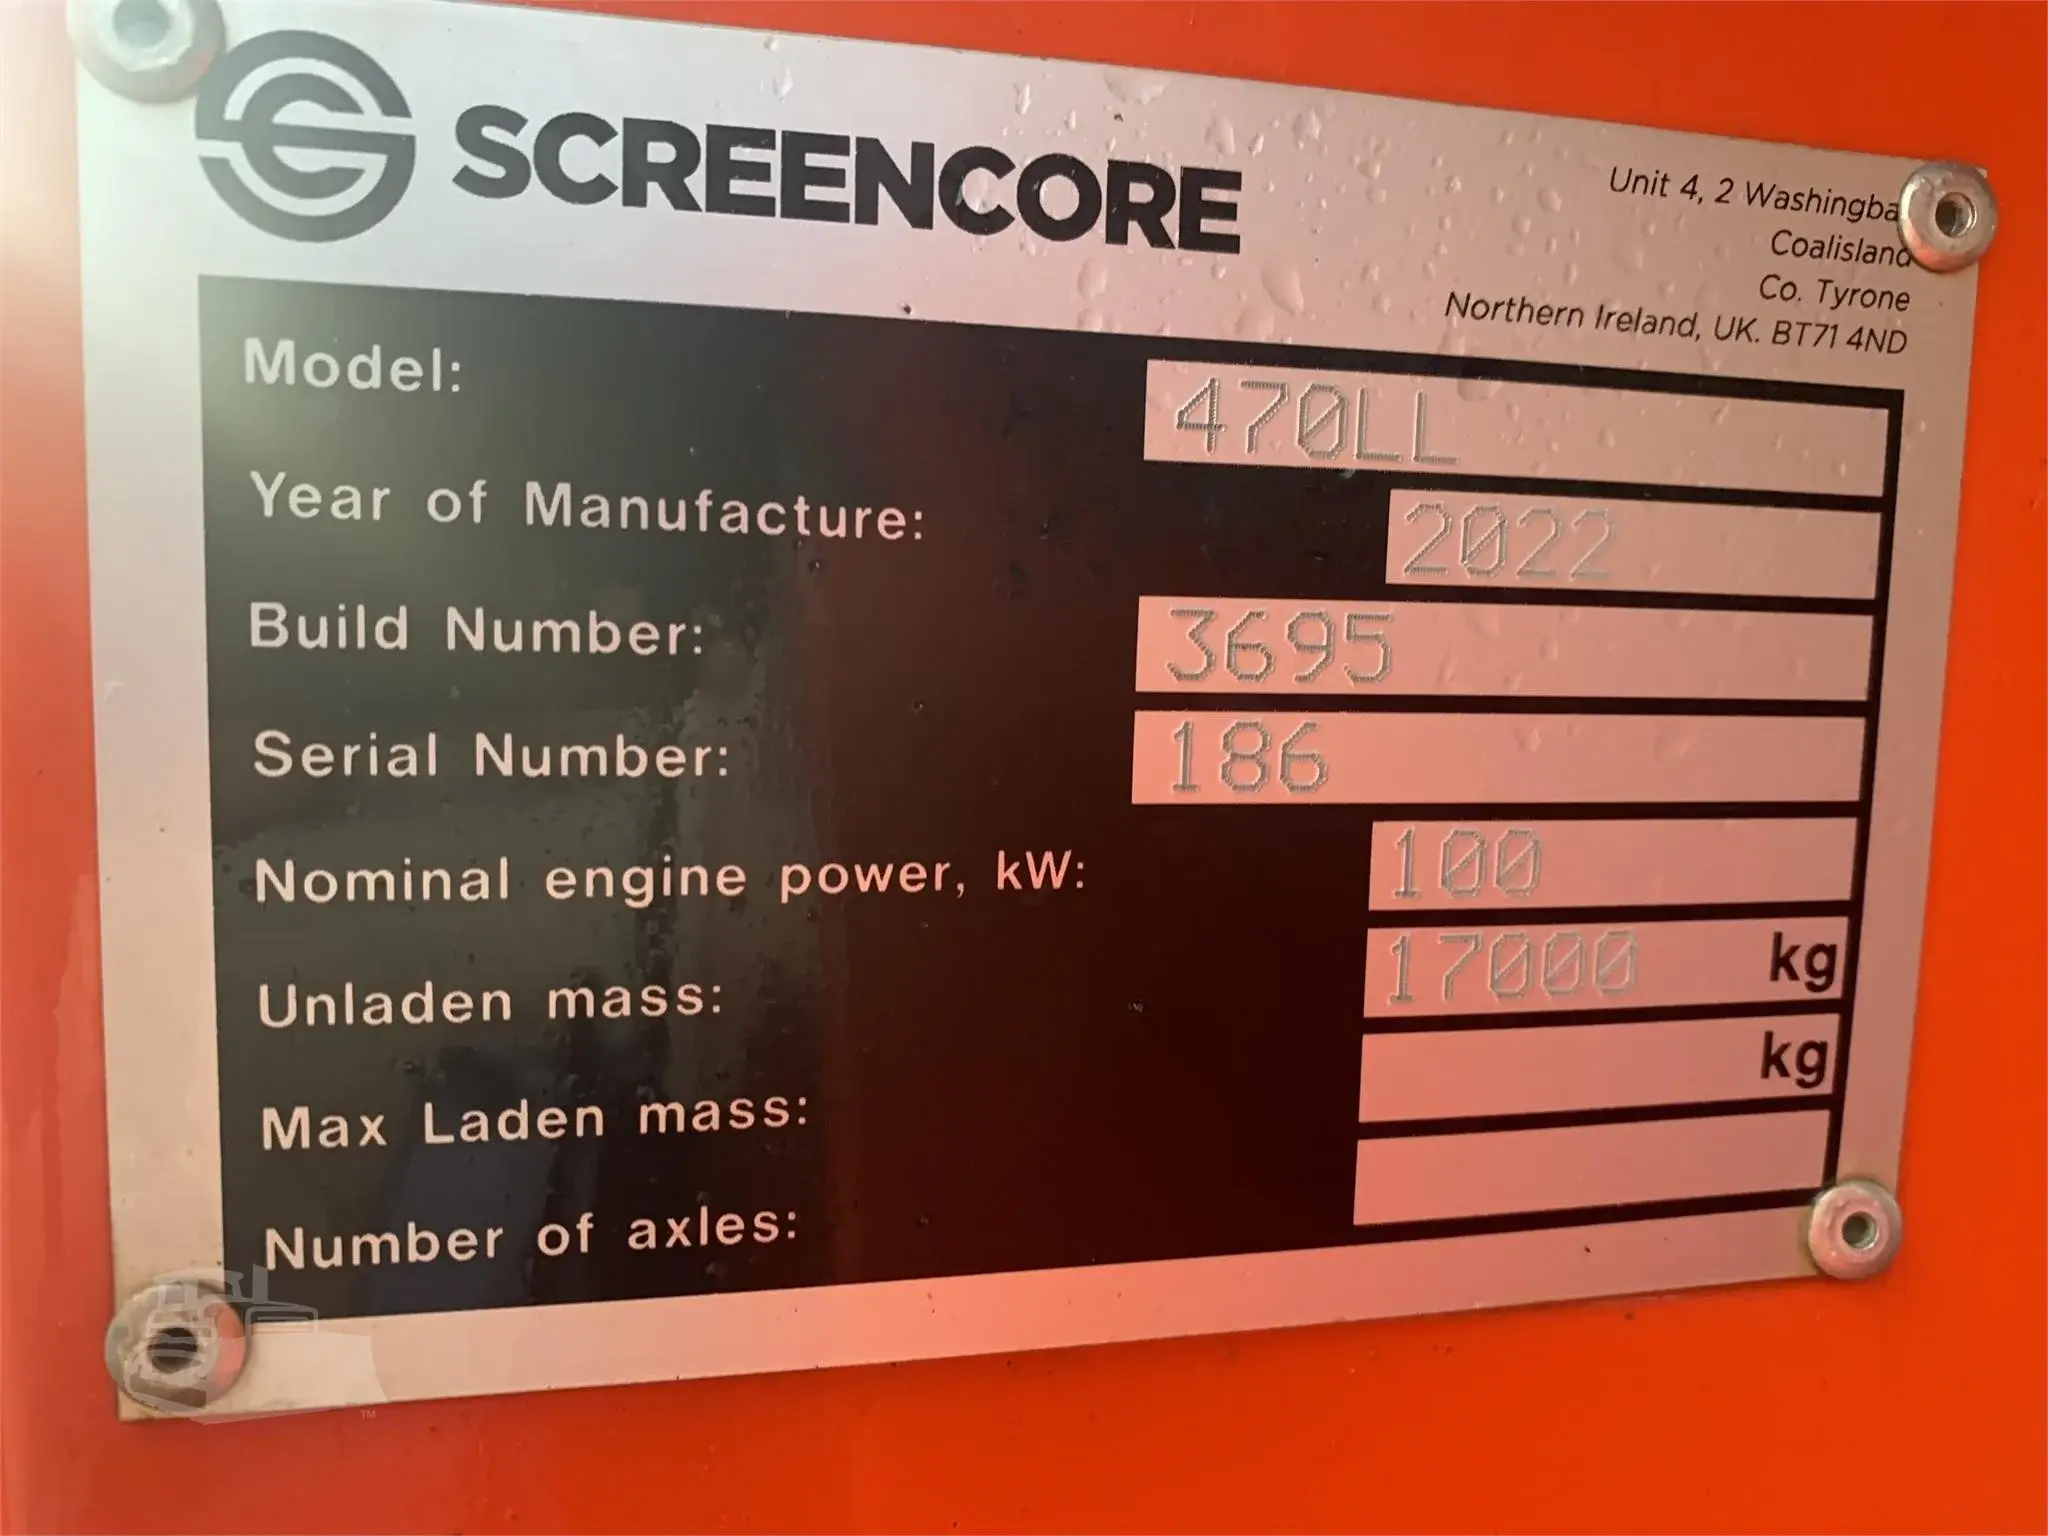 SCREENCORE
Unit 4, 2 Washingba
Coalisland
Co. Tyrone
Northern Ireland, UK. BT71 4ND
Model: 470LL
Year of Manufacture: 2022
Build Number: 3695
Serial Number: 186
Nominal engine power, kW: 100
Unladen mass: 17000 kg
Max Laden mass: kg
Number of axles:
TM